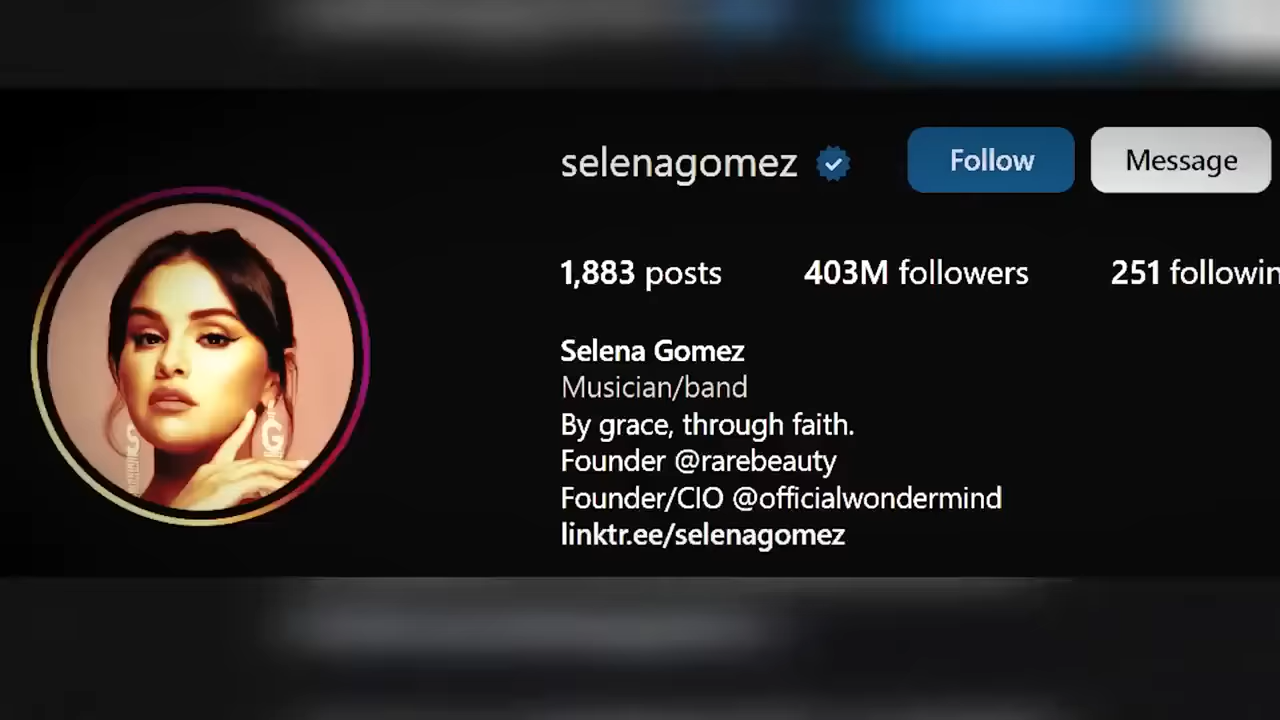 selenagomez Follow Message
1,883 posts 403M followers 251 followin
Selena Gomez
Musician/band
By grace, through faith.
Founder @rarebeauty
Founder/CIO @officialwondermind
linktr.ee/selenagomez
G